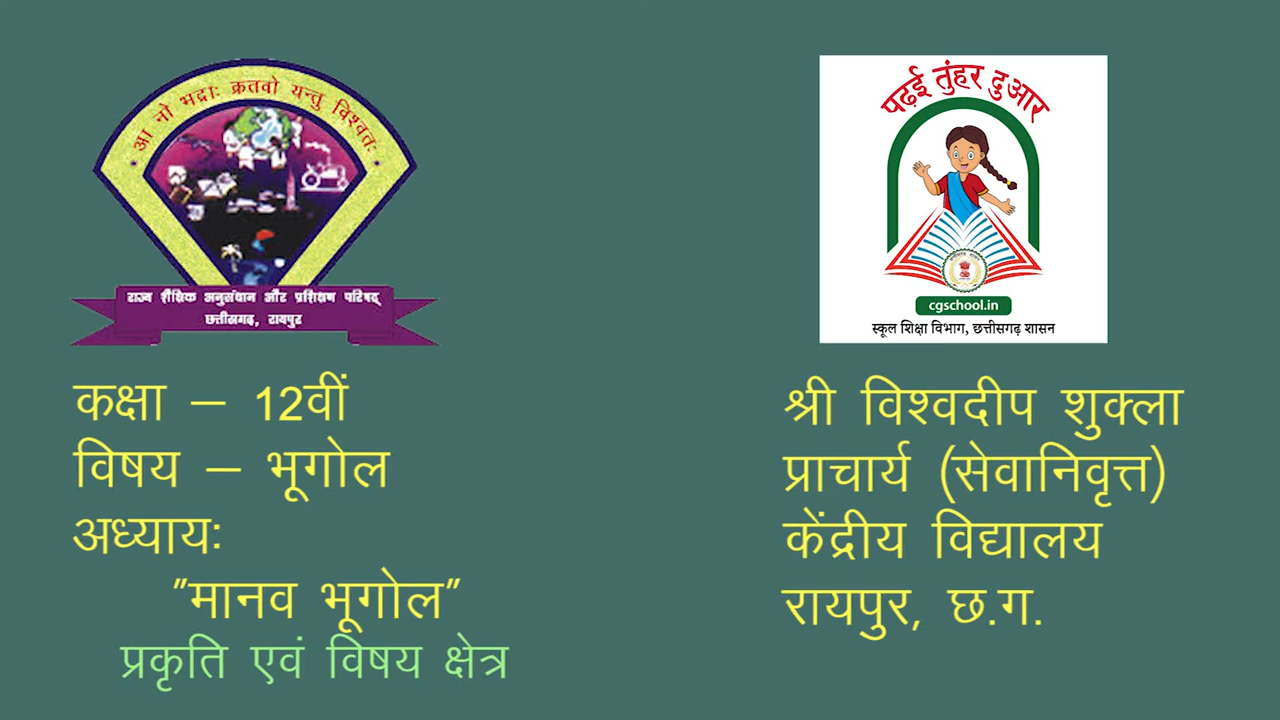 आ नो भद्राः क्रतवो यन्तु विश्वतः
राज्य शैक्षिक अनुसंधान और प्रशिक्षण परिषद्
छत्तीसगढ़, रायपुर
पढ़ई तुंहर दुआर
cgschool.in
स्कूल शिक्षा विभाग, छत्तीसगढ़ शासन
कक्षा – 12वीं
विषय – भूगोल
अध्यायः
"मानव भूगोल"
प्रकृति एवं विषय क्षेत्र
श्री विश्वदीप शुक्ला
प्राचार्य (सेवानिवृत्त)
केंद्रीय विद्यालय
रायपुर, छ.ग.